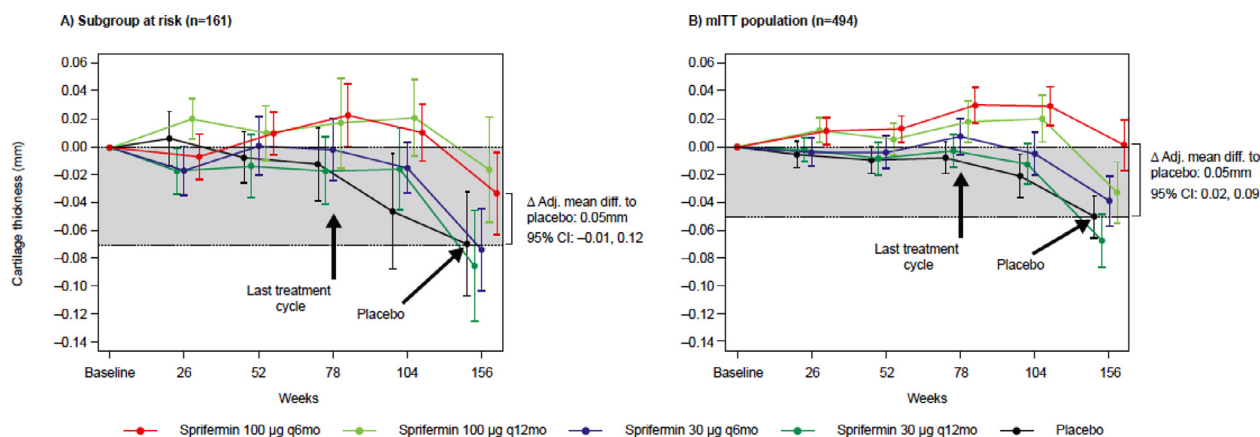 A) Subgroup at risk (n=161)
B) mITT population (n=494)
Cartilage thickness (mm)
0.06
0.04
0.02
0.00
−0.02
−0.04
−0.06
−0.08
−0.10
−0.12
−0.14
Δ Adj. mean diff. to
placebo: 0.05mm
95% CI: −0.01, 0.12
Last treatment
cycle
Placebo
Baseline 26 52 78 104 156
Weeks
0.06
0.04
0.02
0.00
−0.02
−0.04
−0.06
−0.08
−0.10
−0.12
−0.14
Δ Adj. mean diff. to
placebo: 0.05mm
95% CI: 0.02, 0.09
Last treatment
cycle
Placebo
Baseline 26 52 78 104 156
Weeks
Sprifermin 100 µg q6mo Sprifermin 100 µg q12mo Sprifermin 30 µg q6mo Sprifermin 30 µg q12mo Placebo